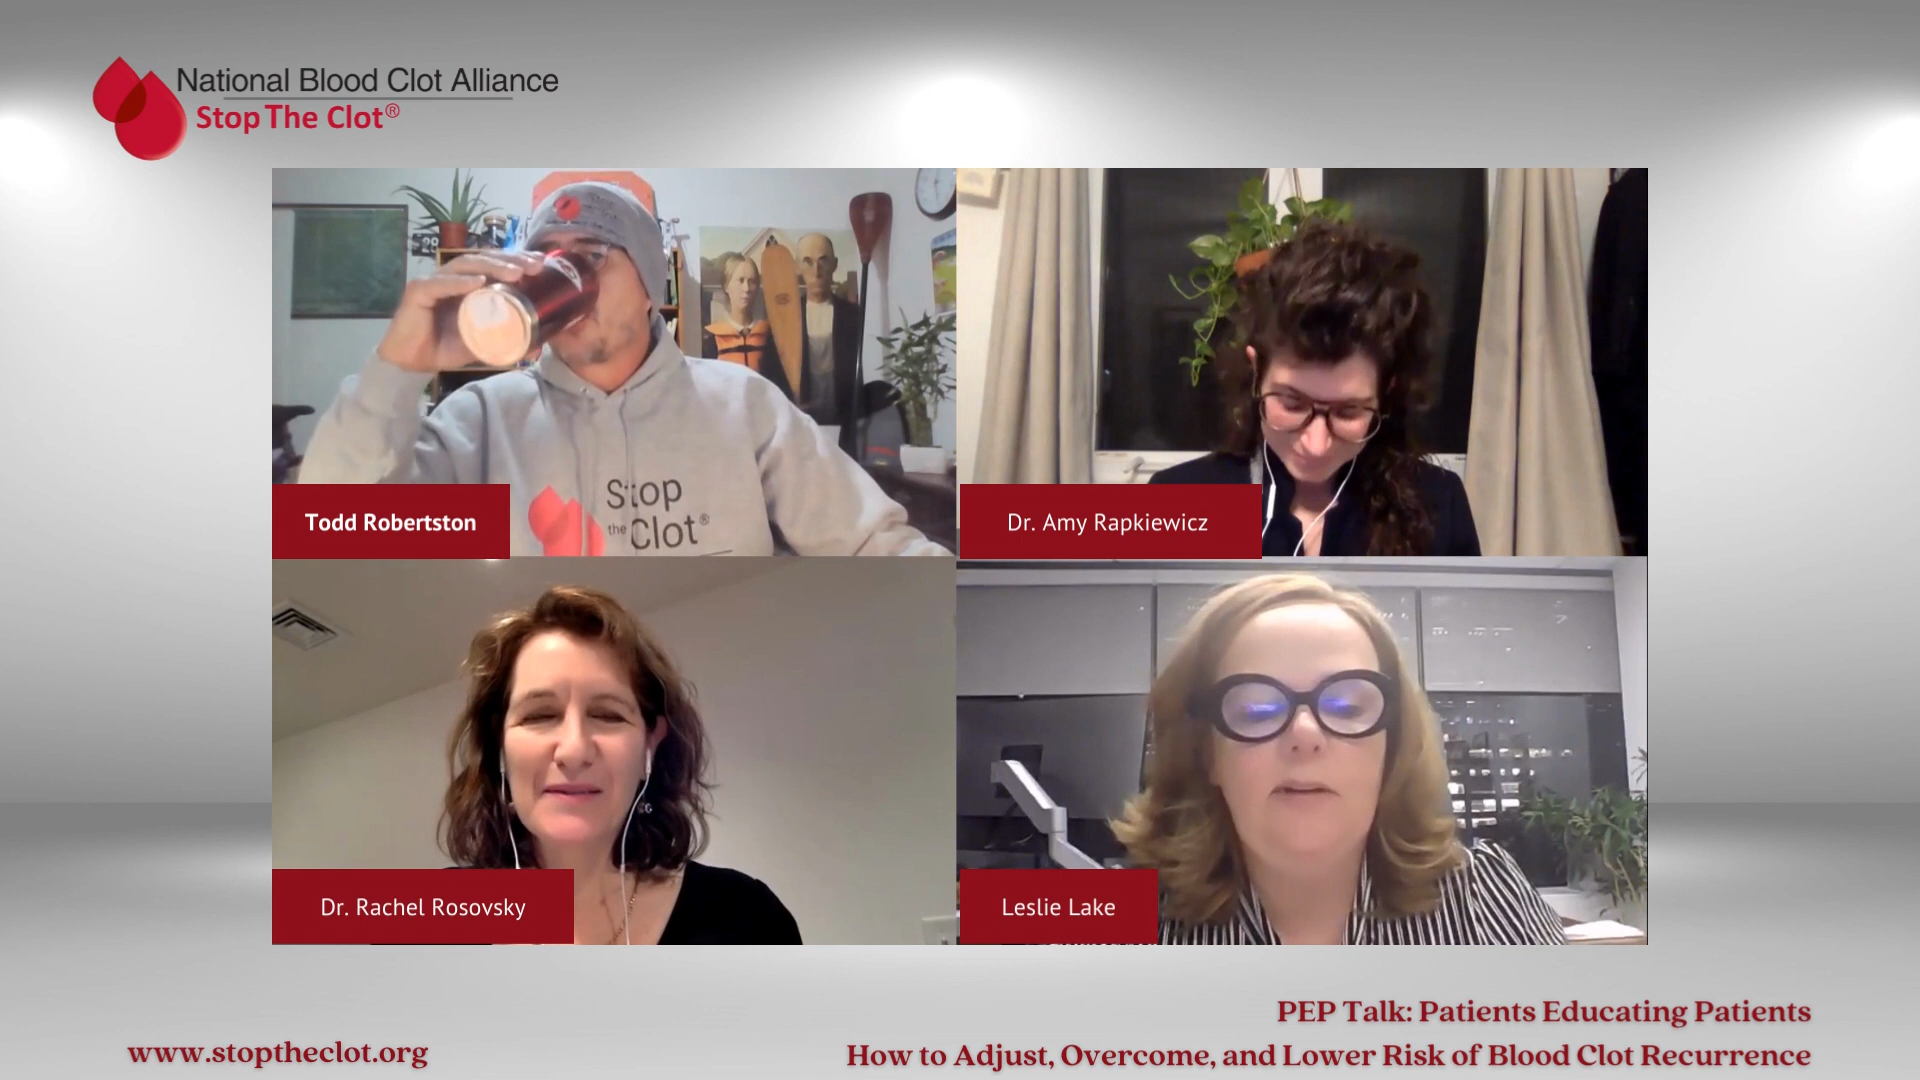 National Blood Clot Alliance
Stop The Clot®
Stop
the Clot®
Todd Robertston
Dr. Amy Rapkiewicz
Dr. Rachel Rosovsky
Leslie Lake
PEP Talk: Patients Educating Patients
www.stoptheclot.org
How to Adjust, Overcome, and Lower Risk of Blood Clot Recurrence